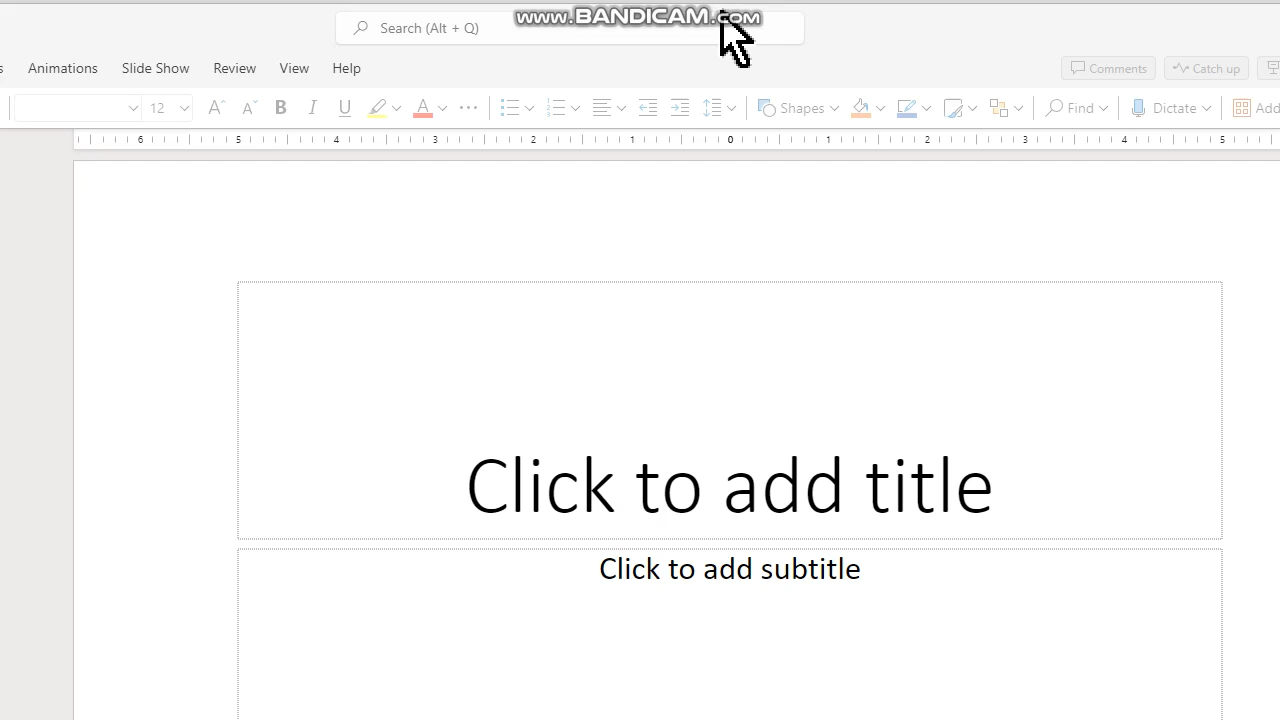 www.BANDICAM.COM
Search (Alt + Q)
s Animations Slide Show Review View Help Comments Catch up
12 B I U A Shapes Find Dictate Add
6 5 4 3 2 1 0 1 2 3 4 5
Click to add title
Click to add subtitle